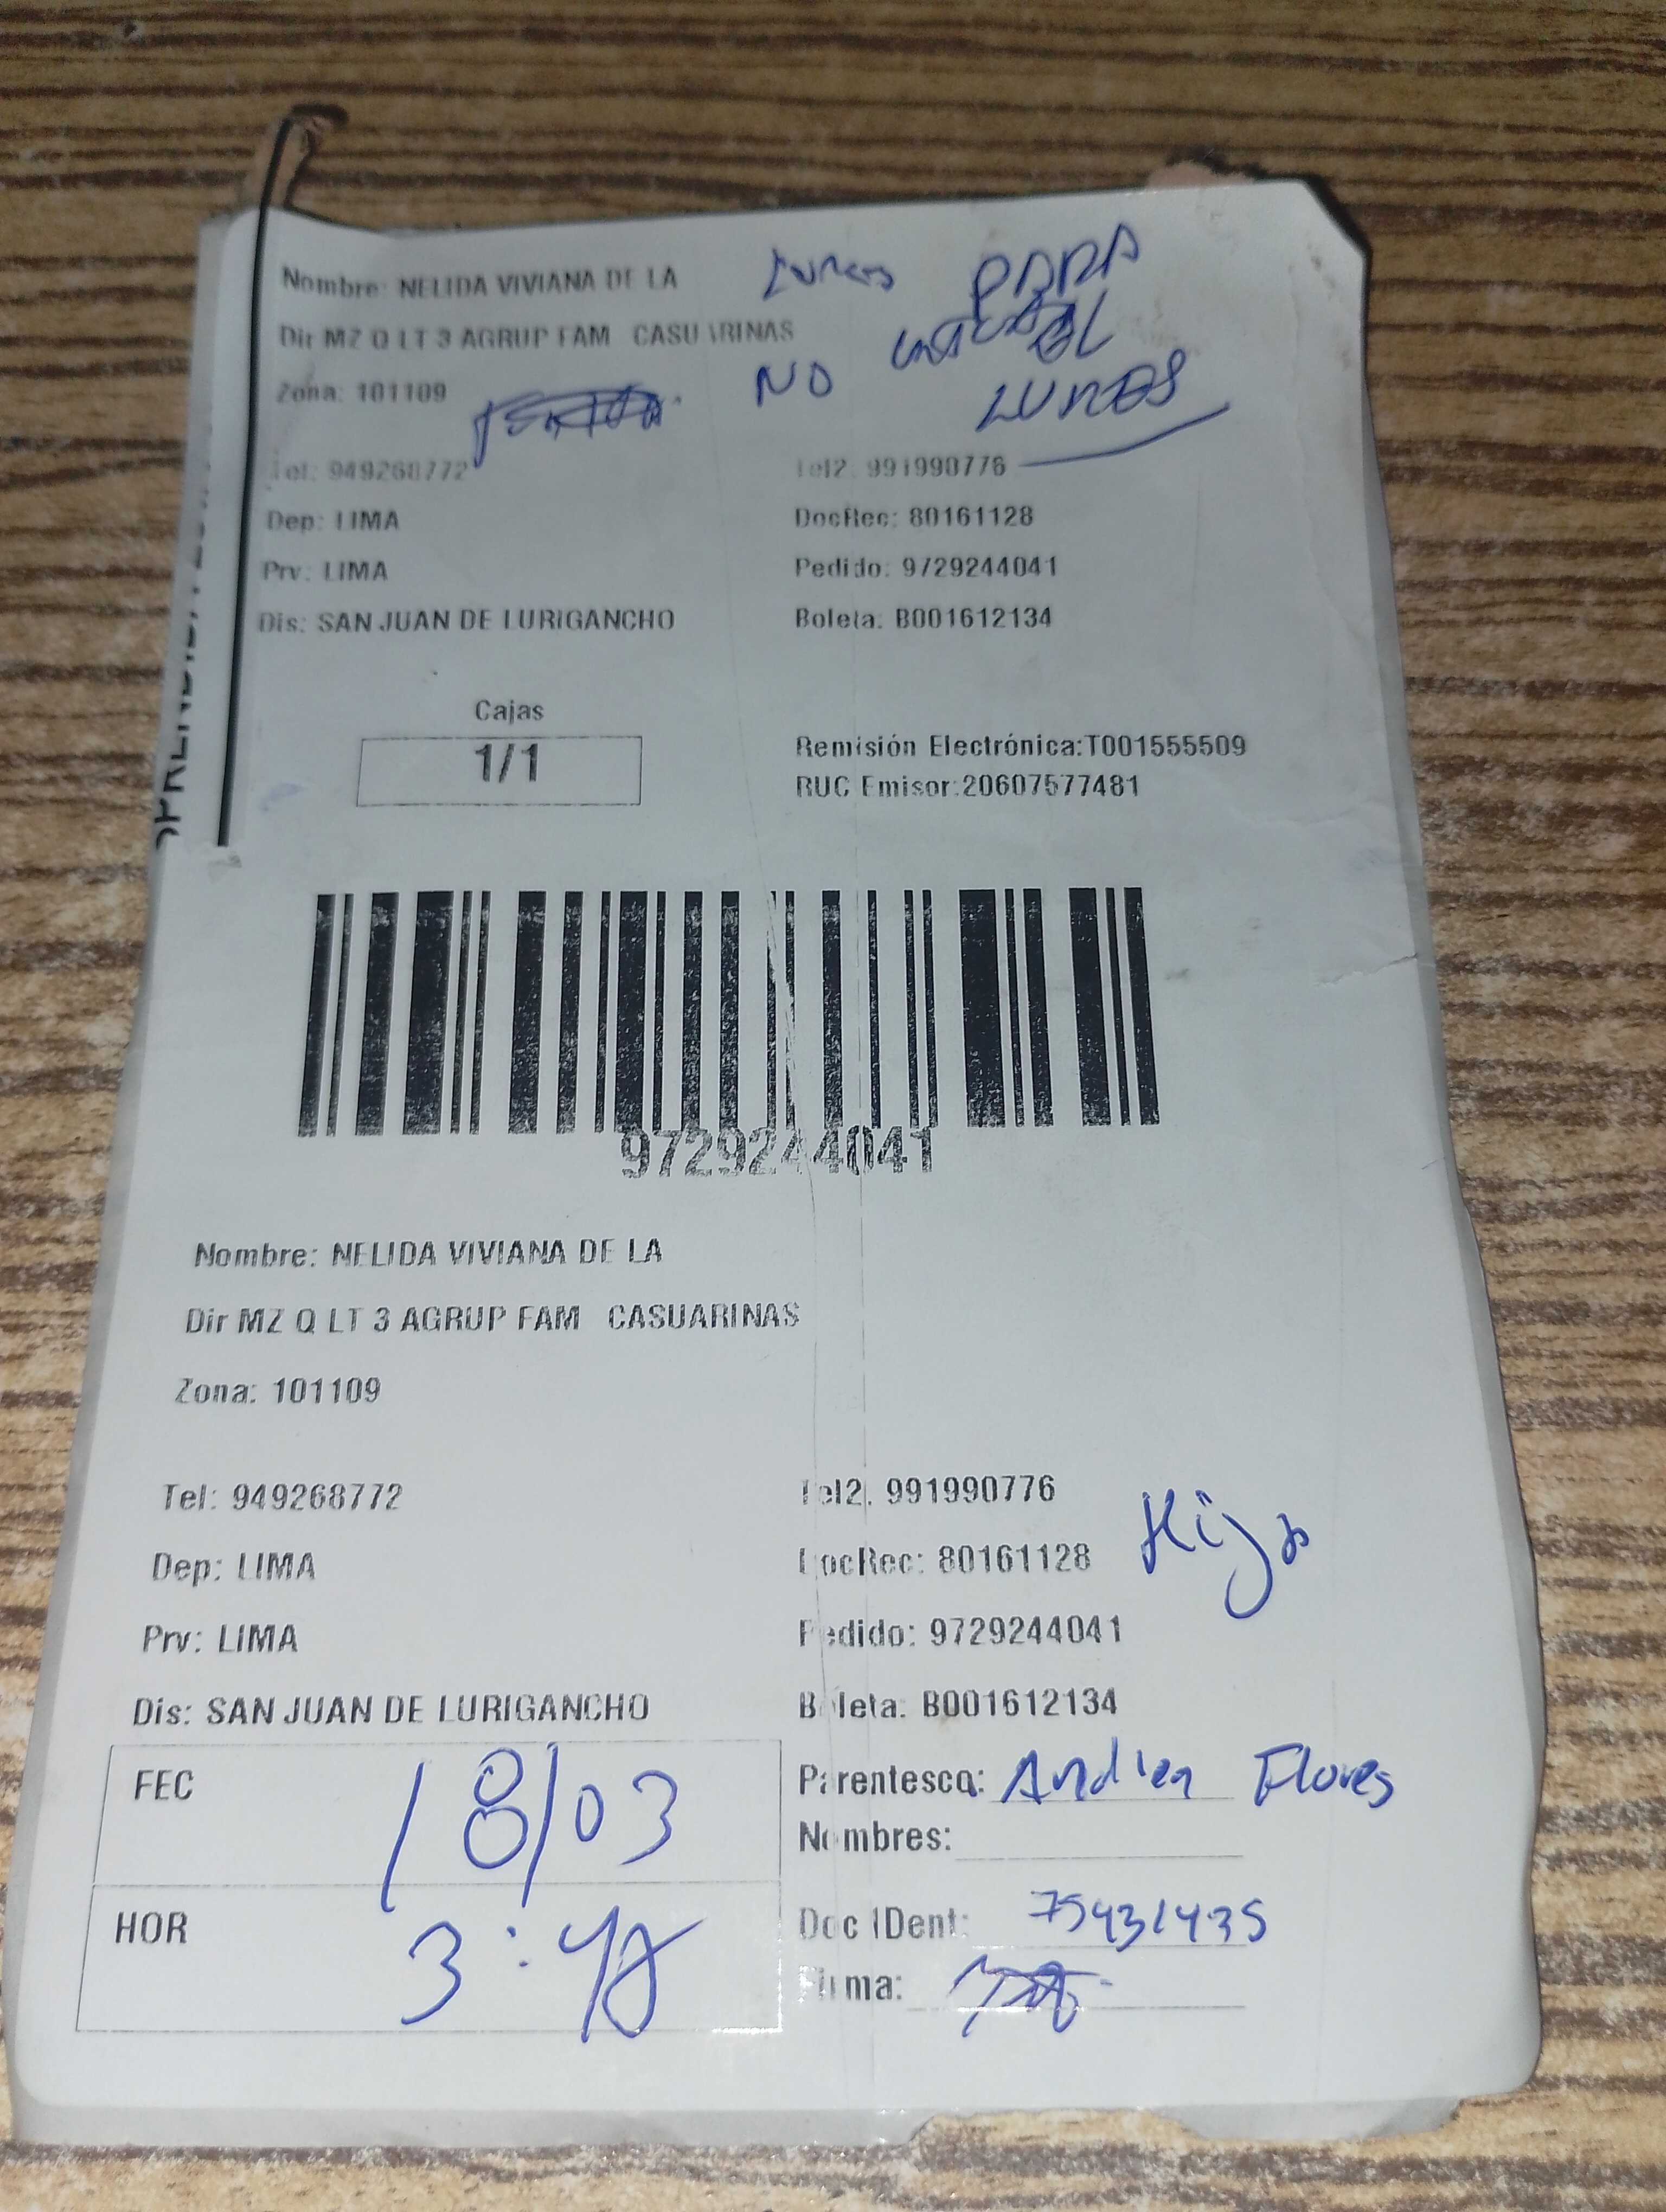 Nombre: NELIDA VIVIANA DE LA
Lunes PARA
Dir MZ Q LT 3 AGRUP FAM CASUARINAS
EL
Zona: 101109
NO
LUNES
Tel: 949268772 Tel2. 991990776
Dep: LIMA DocRec: 80161128
Prv: LIMA Pedido: 9729244041
Dis: SAN JUAN DE LURIGANCHO Boleta: B001612134
Cajas
1/1
Remisión Electrónica:T001555509
RUC Emisor:20607577481
9729244041
Nombre: NELIDA VIVIANA DE LA
Dir MZ Q LT 3 AGRUP FAM CASUARINAS
Zona: 101109
Tel: 949268772 Tel2. 991990776
Hija
Dep: LIMA DocRec: 80161128
Prv: LIMA Pedido: 9729244041
Dis: SAN JUAN DE LURIGANCHO Boleta: B001612134
FEC 18/03
Parentesco: Andrea Flores
Nombres:
HOR 3:48
Doc IDent: 75431435
Firma: